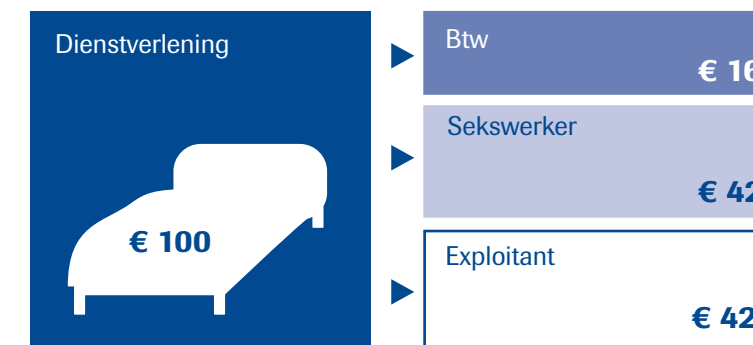 Dienstverlening
€ 100
Btw
€ 16
Sekswerker
€ 42
Exploitant
€ 42